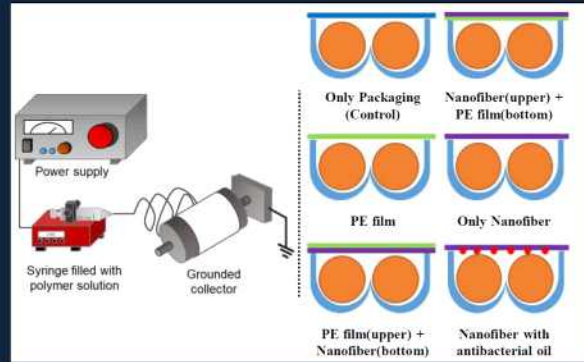 Power supply
Syringe filled with
polymer solution
Grounded
collector
Only Packaging
(Control)
Nanofiber(upper) +
PE film(bottom)
PE film
Only Nanofiber
PE film(upper) +
Nanofiber(bottom)
Nanofiber with
antibacterial oil